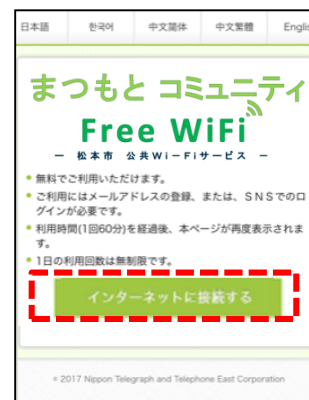 日本語 한국어 中文简体 中文繁體 Englis
まつもと コミュニティ
Free WiFi
― 松本市 公共Wi-Fiサービス ―
● 無料でご利用いただけます。
● ご利用にはメールアドレスの登録、または、SNSでのロ
グインが必要です。
● 利用時間(1回60分)を経過後、本ページが再度表示されま
す。
● 1日の利用回数は無制限です。
インターネットに接続する
© 2017 Nippon Telegraph and Telephone East Corporation